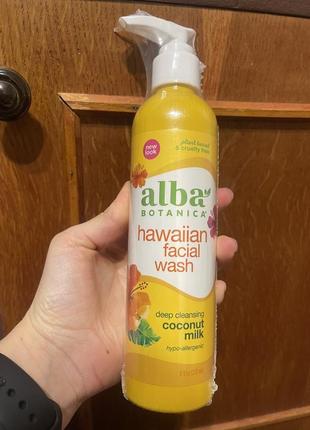 new
look
plant based
& cruelty free
alba
BOTANICA
hawaiian
facial
wash
deep cleansing
coconut
milk
hypo-allergenic